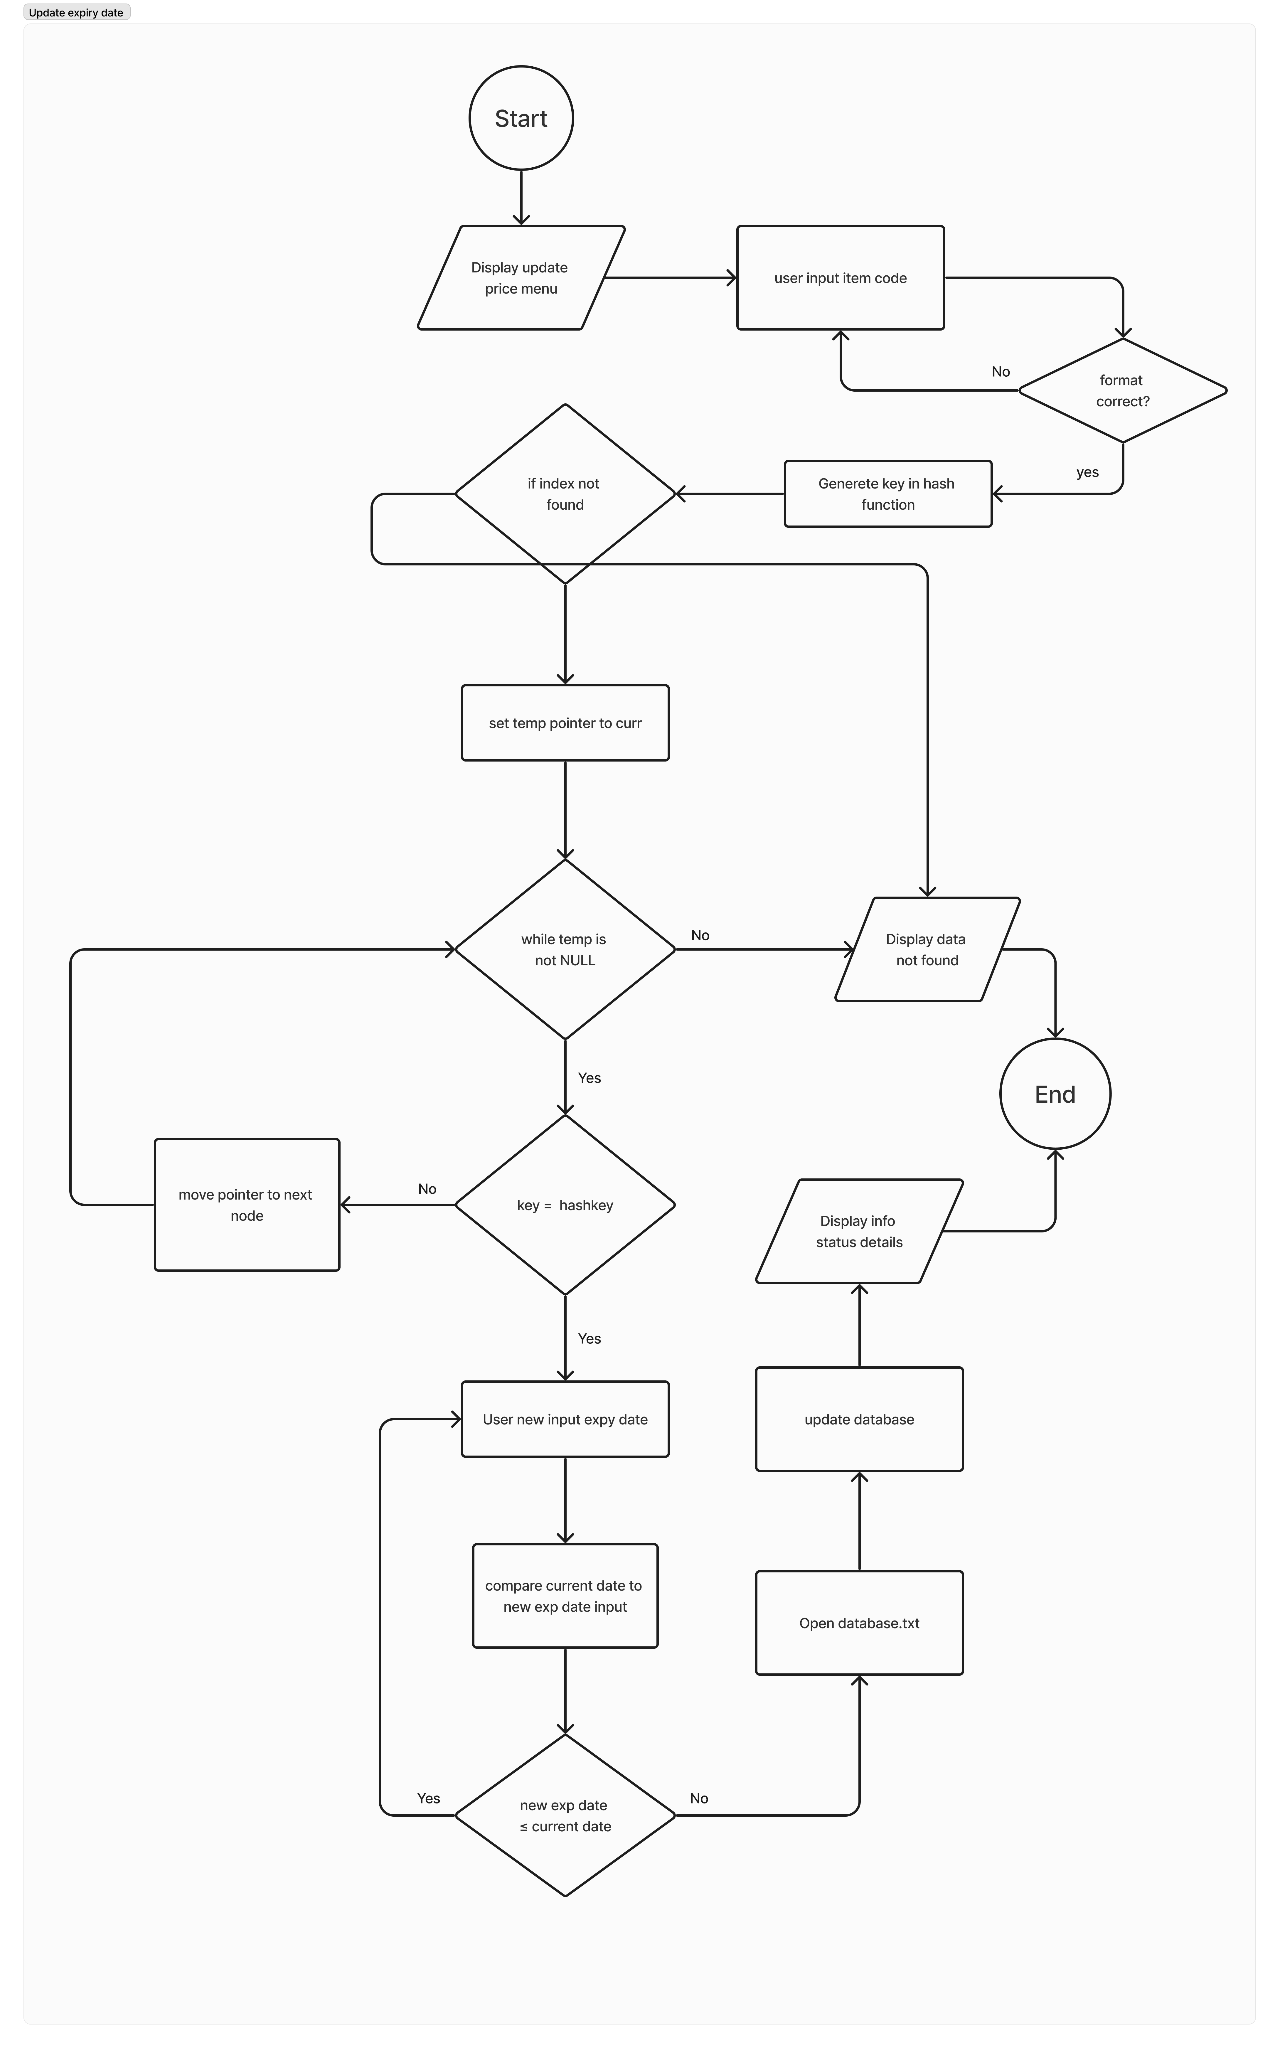 Update expiry date
Start
Display update
price menu
user input item code
No
format
correct?
yes
Generete key in hash
function
if index not
found
set temp pointer to curr
while temp is
not NULL
No
Display data
not found
Yes
End
move pointer to next
node
No
key = hashkey
Display info
status details
Yes
User new input expy date
update database
compare current date to
new exp date input
Open database.txt
Yes
new exp date
≤ current date
No